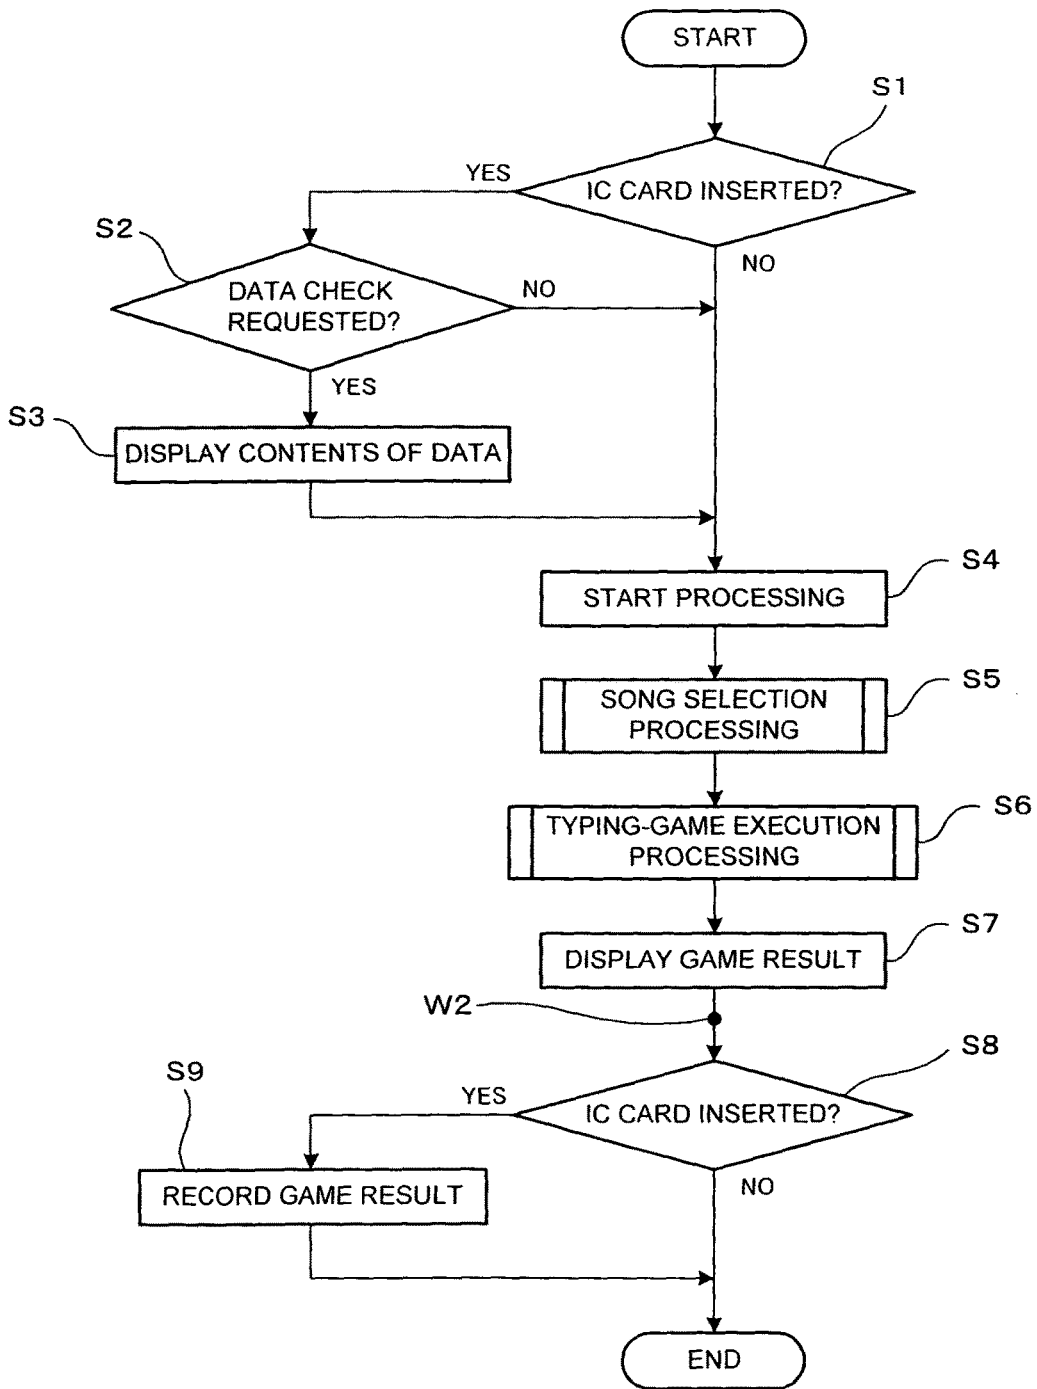 START
S1
IC CARD INSERTED?
YES
NO
S2
DATA CHECK
REQUESTED?
NO
YES
S3
DISPLAY CONTENTS OF DATA
S4
START PROCESSING
S5
SONG SELECTION
PROCESSING
S6
TYPING-GAME EXECUTION
PROCESSING
S7
DISPLAY GAME RESULT
W2
S8
IC CARD INSERTED?
YES
NO
S9
RECORD GAME RESULT
END